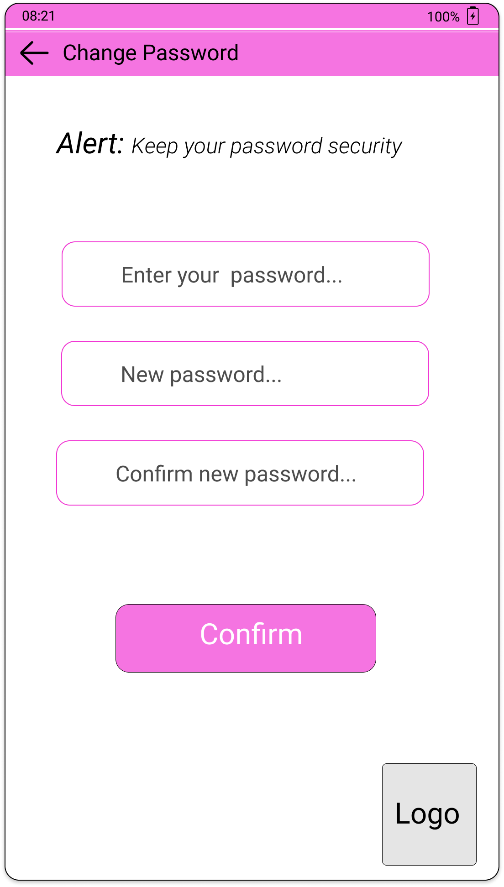 08:21
100%
Change Password
Alert: Keep your password security
Enter your  password...
New password...
Confirm new password...
Confirm
Logo